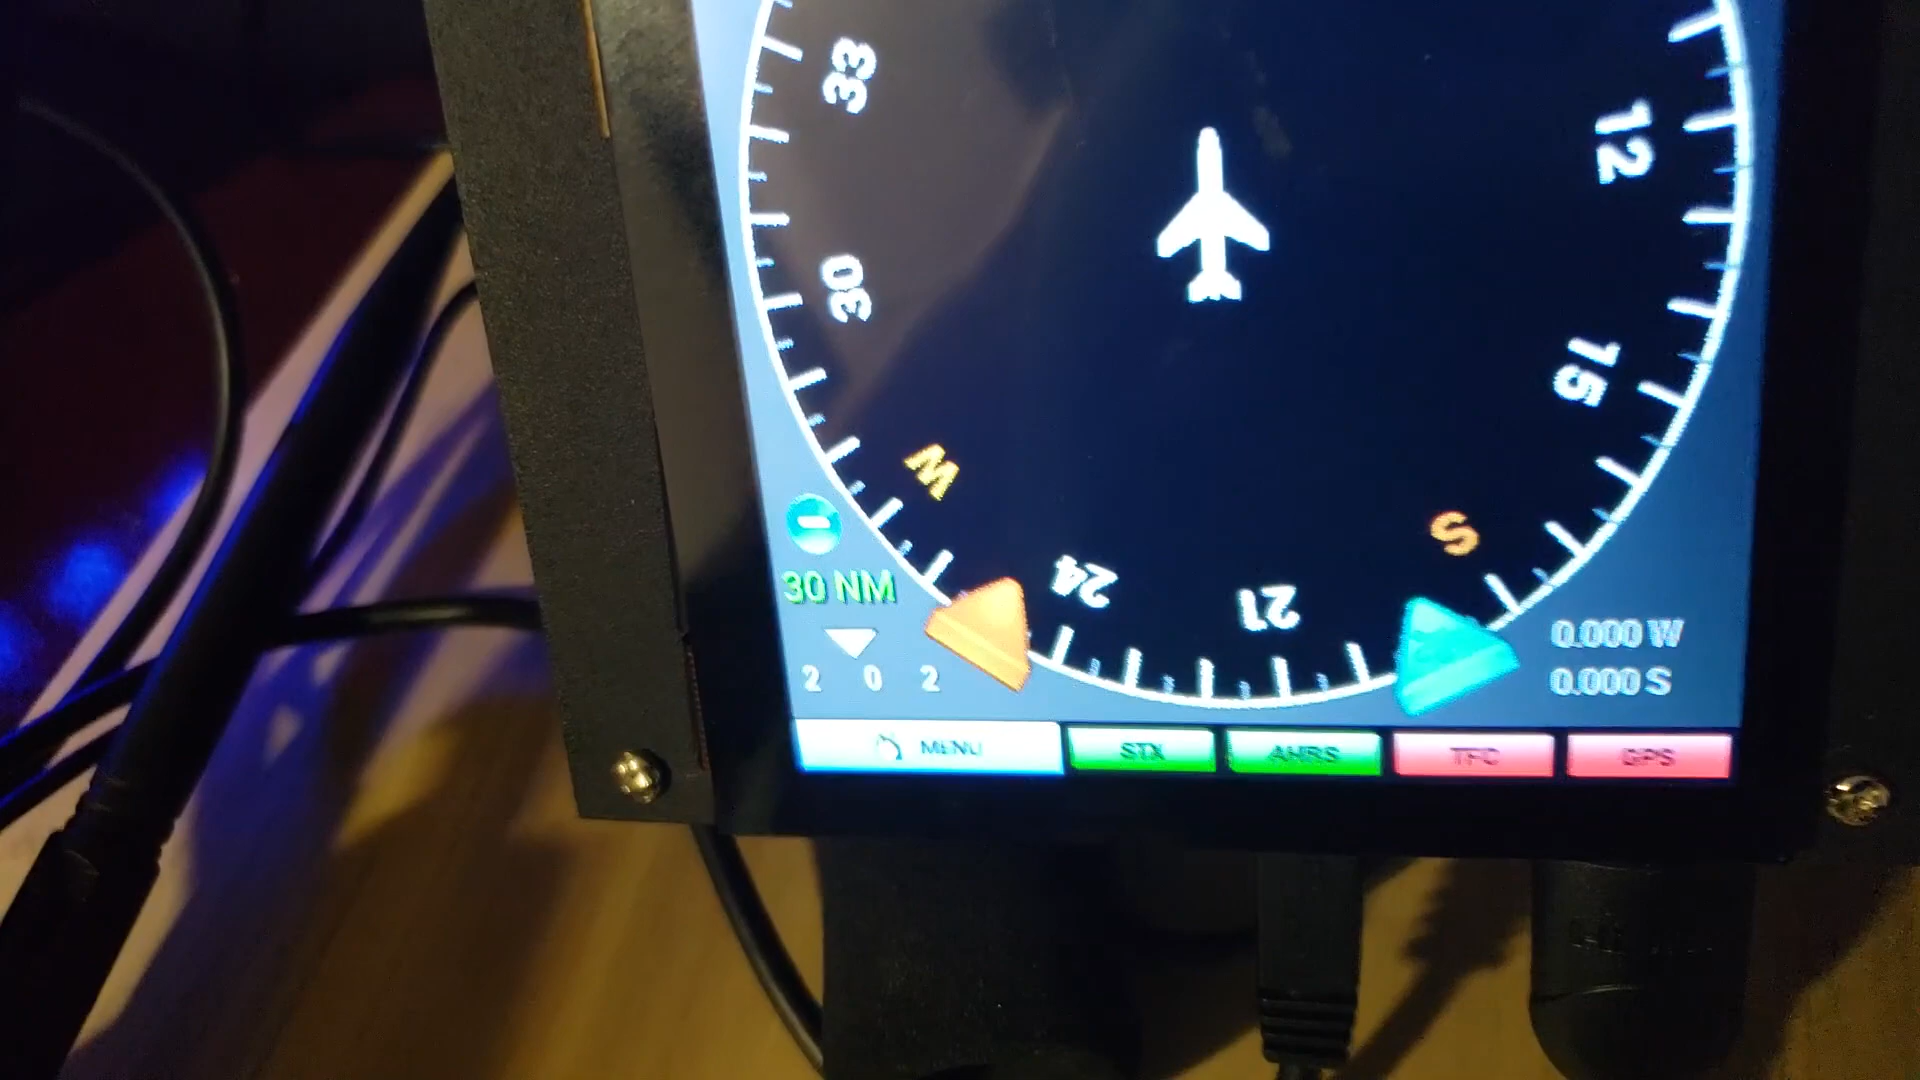 33
12
30
15
W
S
24
21
30 NM
0.000 W
2 0 2
0.000 S
MENU STX AHRS TFC GPS